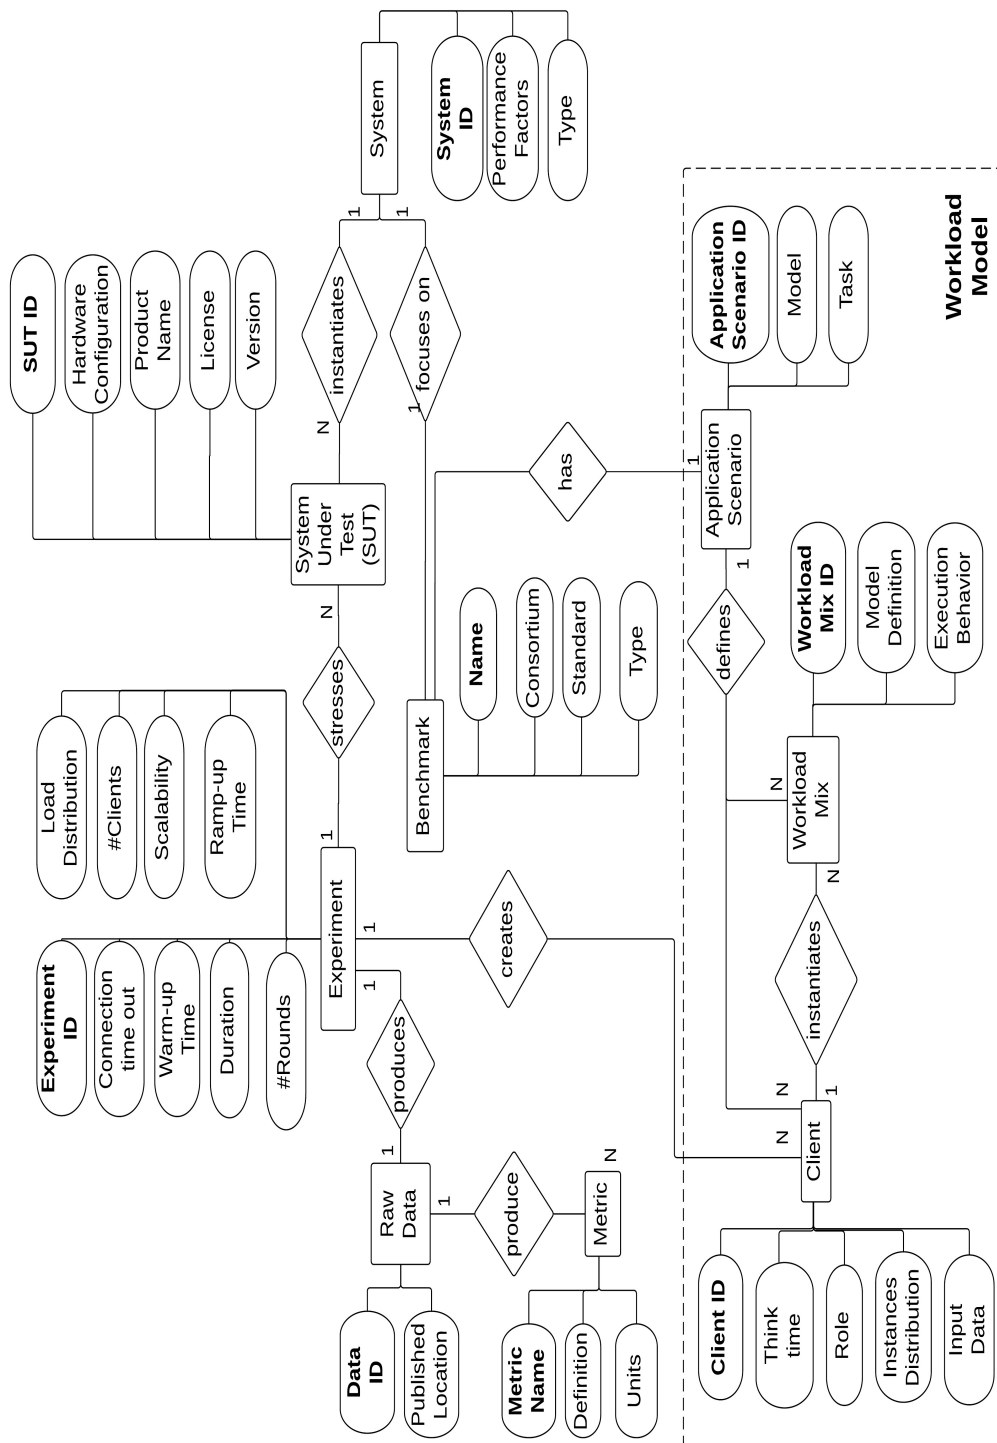 Experiment
ID
Connection
time out
Warm-up
Time
Duration
#Rounds
Load
Distribution
#Clients
Scalability
Ramp-up
Time
SUT ID
Hardware
Configuration
Product
Name
License
Version
Data
ID
Published
Location
Raw
Data
1
produces
1
Experiment
1
1
stresses
N
System
Under
Test
(SUT)
N
instantiates
1
System
1
focuses on
1
System
ID
Performance
Factors
Type
Benchmark
Name
Consortium
Standard
Type
has
1
creates
1
produce
Metric
N
Metric
Name
Definition
Units
Application
Scenario
Application
Scenario ID
Model
Task
1
defines
N
N
N
Workload
Mix
Workload
Mix ID
Model
Definition
Execution
Behavior
N
instantiates
1
Client
Client ID
Think
time
Role
Instances
Distribution
Input
Data
Workload
Model